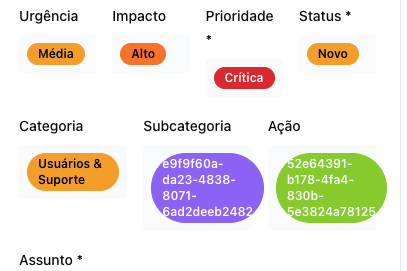 Urgência
Impacto
Prioridade
*
Status *
Média
Alto
Crítica
Novo
Categoria
Subcategoria
Ação
Usuários &
Suporte
e9f9f60a-
da23-4838-
8071-
6ad2deeb2482
52e64391-
b178-4fa4-
830b-
5e3824a78125
Assunto *